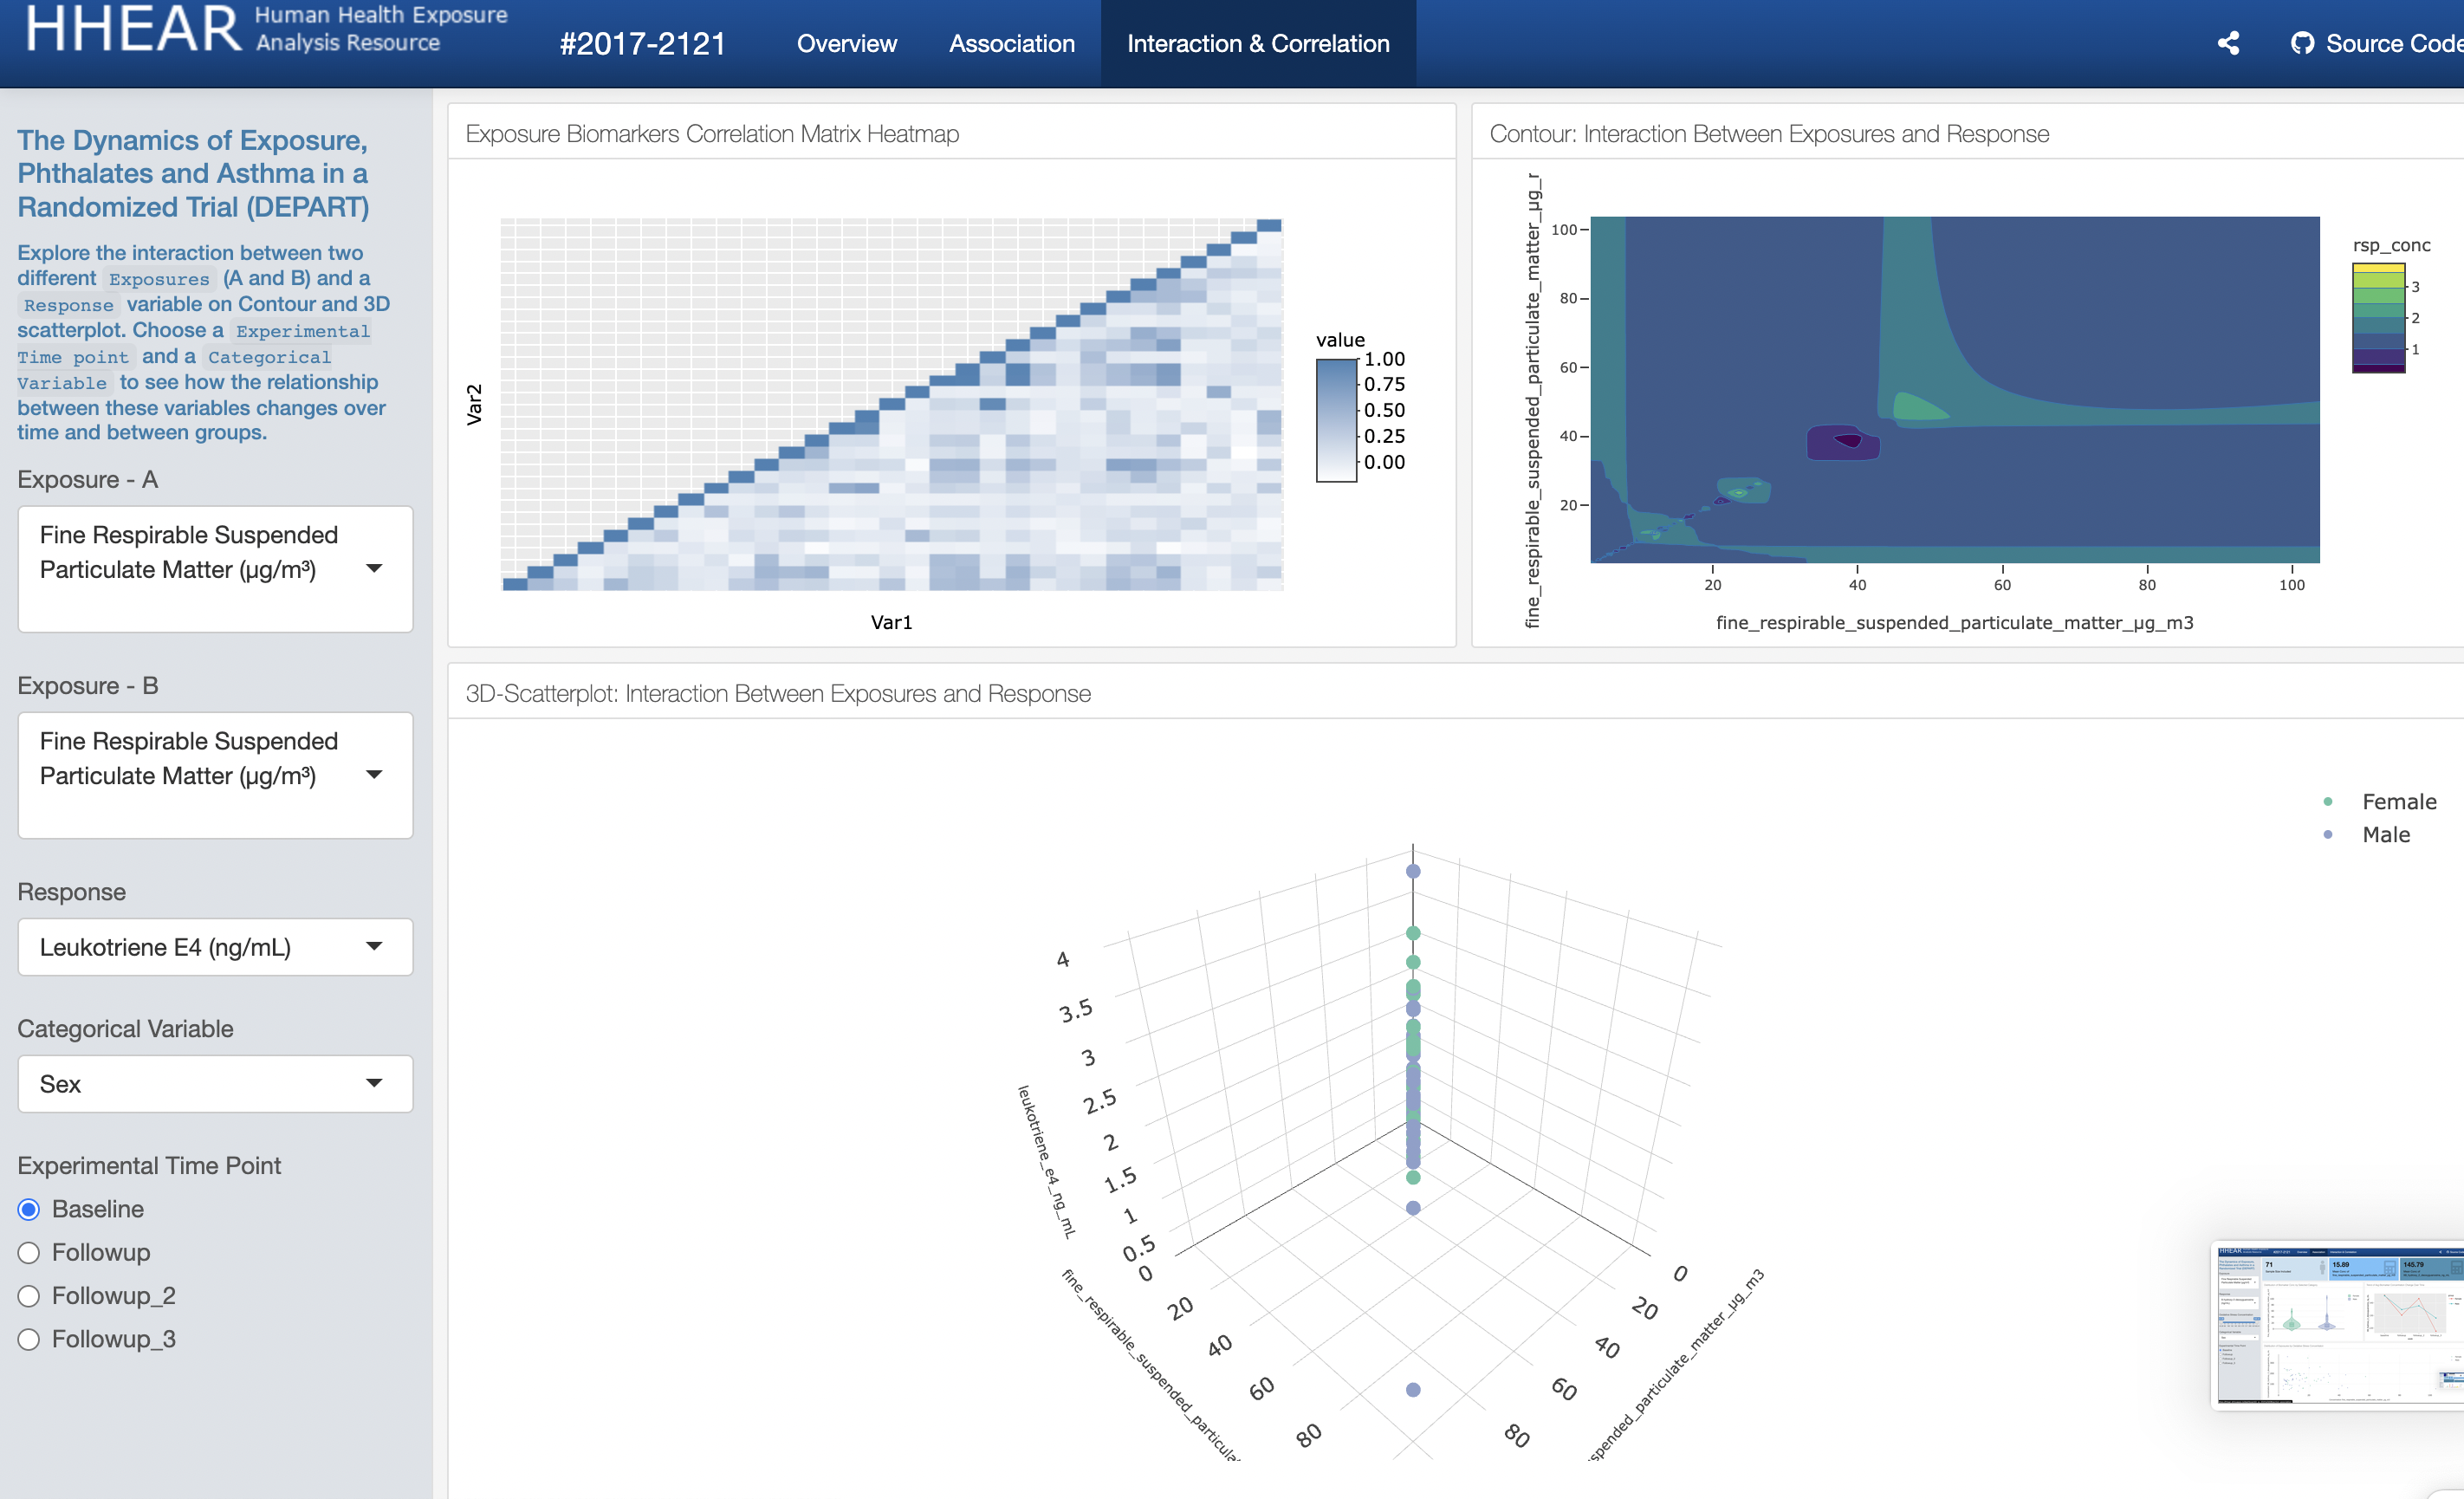 HHEAR Human Health Exposure
Analysis Resource
#2017-2121
Overview
Association
Interaction & Correlation
Source Code
The Dynamics of Exposure,
Phthalates and Asthma in a
Randomized Trial (DEPART)
Explore the interaction between two
different Exposures (A and B) and a
Response variable on Contour and 3D
scatterplot. Choose a Experimental
Time point and a Categorical
Variable to see how the relationship
between these variables changes over
time and between groups.
Exposure - A
Fine Respirable Suspended
Particulate Matter (µg/m³)
Exposure - B
Fine Respirable Suspended
Particulate Matter (µg/m³)
Response
Leukotriene E4 (ng/mL)
Categorical Variable
Sex
Experimental Time Point
Baseline
Followup
Followup_2
Followup_3
Exposure Biomarkers Correlation Matrix Heatmap
Var2
Var1
value
1.00
0.75
0.50
0.25
0.00
Contour: Interaction Between Exposures and Response
fine_respirable_suspended_particulate_matter_µg_r
100
80
60
40
20
20
40
60
80
100
fine_respirable_suspended_particulate_matter_µg_m3
rsp_conc
3
2
1
3D-Scatterplot: Interaction Between Exposures and Response
Female
Male
4
3.5
3
2.5
2
1.5
1
0.5
leukotriene_e4_ng_mL
0
20
40
60
80
fine_respirable_suspended_particula
0
20
40
60
80
spended_particulate_matter_µg_m3
HHEAR
71
15.89
145.79